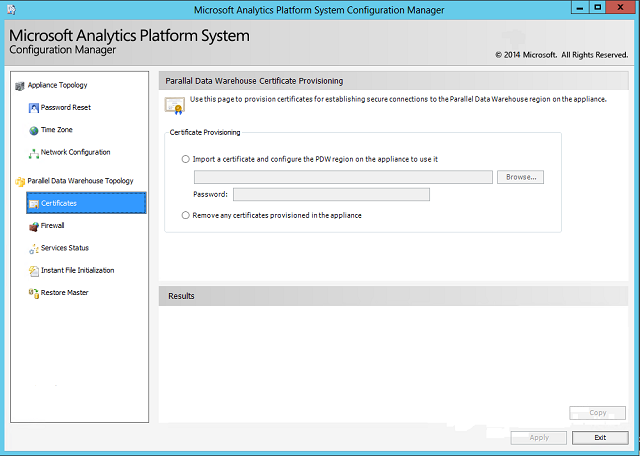 Microsoft Analytics Platform System Configuration Manager
Microsoft Analytics Platform System
Configuration Manager
© 2014 Microsoft. All Rights Reserved.
Appliance Topology
Password Reset
Time Zone
Network Configuration
Parallel Data Warehouse Topology
Certificates
Firewall
Services Status
Instant File Initialization
Restore Master
Parallel Data Warehouse Certificate Provisioning
Use this page to provision certificates for establishing secure connections to the Parallel Data Warehouse region on the appliance.
Certificate Provisioning
Import a certificate and configure the PDW region on the appliance to use it
Browse...
Password:
Remove any certificates provisioned in the appliance
Results
Copy
Apply
Exit